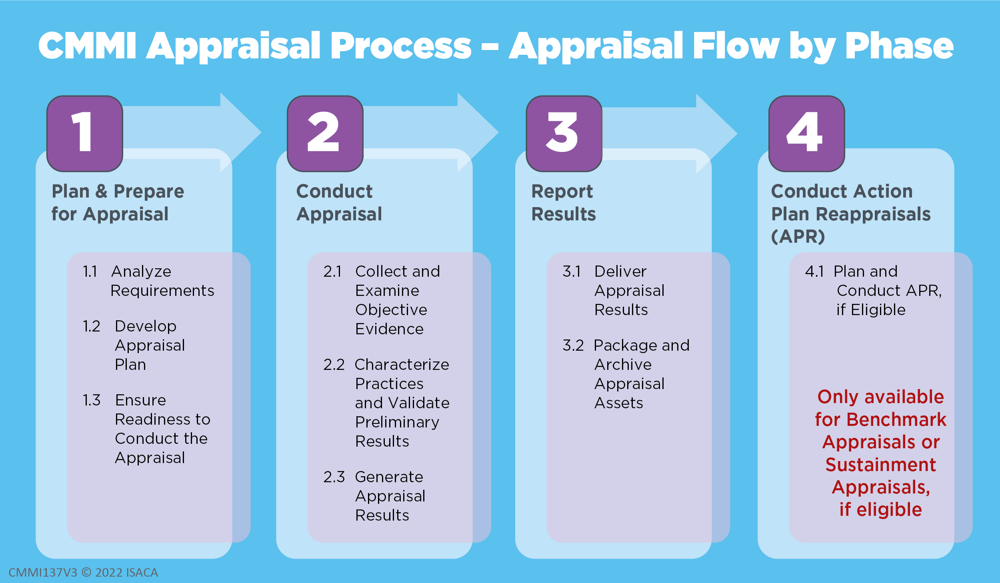 CMMI Appraisal Process – Appraisal Flow by Phase
1
Plan & Prepare
for Appraisal
1.1 Analyze
Requirements
1.2 Develop
Appraisal
Plan
1.3 Ensure
Readiness to
Conduct the
Appraisal
2
Conduct
Appraisal
2.1 Collect and
Examine
Objective
Evidence
2.2 Characterize
Practices
and Validate
Preliminary
Results
2.3 Generate
Appraisal
Results
3
Report
Results
3.1 Deliver
Appraisal
Results
3.2 Package and
Archive
Appraisal
Assets
4
Conduct Action
Plan Reappraisals
(APR)
4.1 Plan and
Conduct APR,
if Eligible
Only available
for Benchmark
Appraisals or
Sustainment
Appraisals,
if eligible
CMMI137V3 © 2022 ISACA